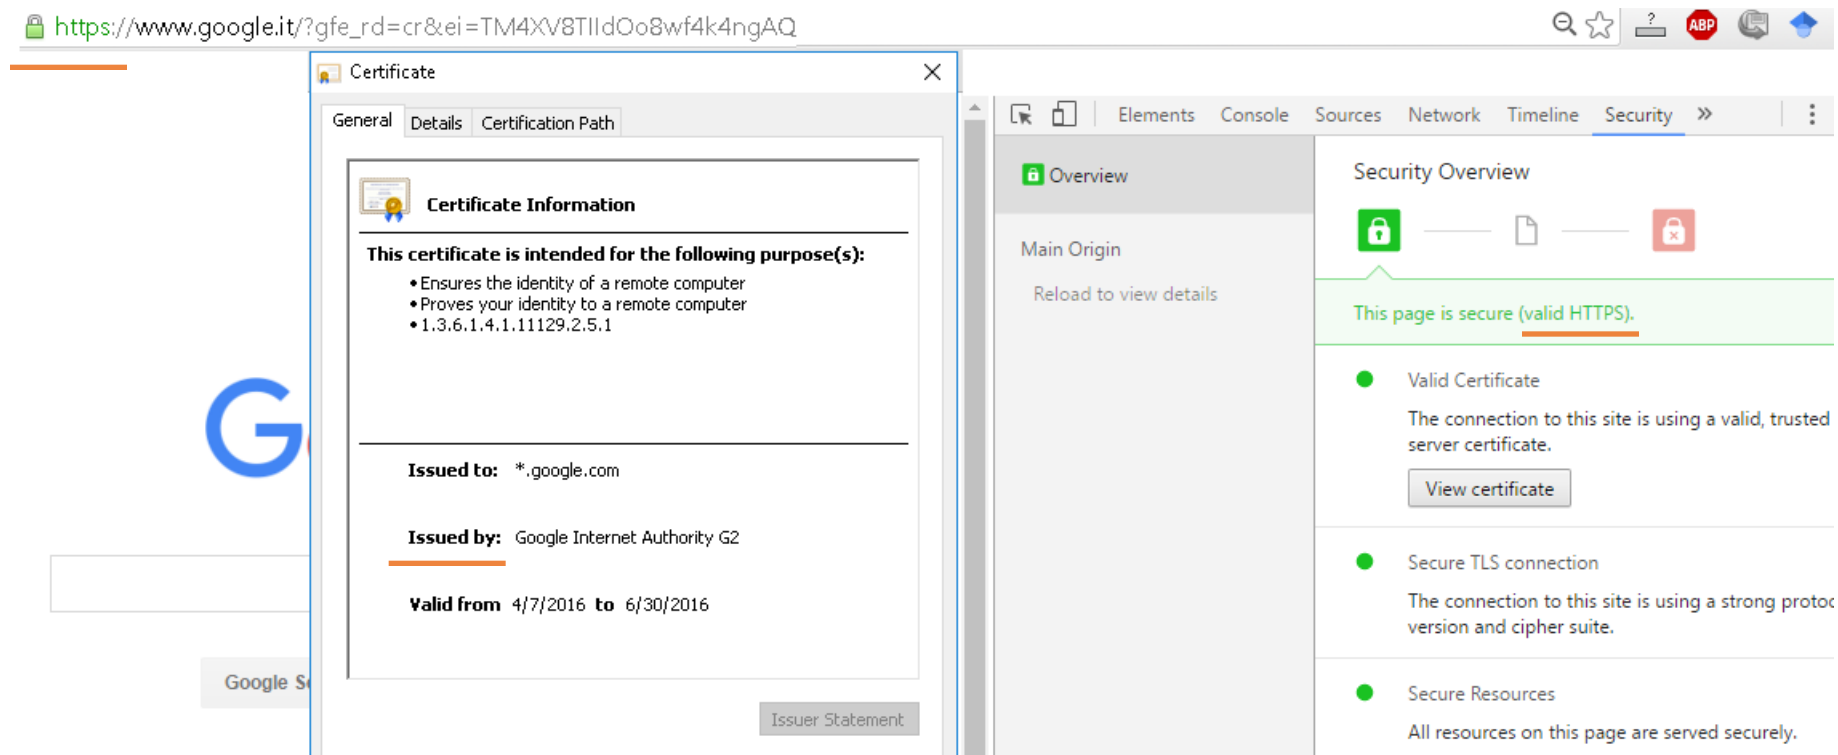 https://www.google.it/?gfe_rd=cr&ei=TM4XV8TIIdOo8wf4k4ngAQ
?
ABP
Certificate
General Details Certification Path
Certificate Information
This certificate is intended for the following purpose(s):
• Ensures the identity of a remote computer
• Proves your identity to a remote computer
• 1.3.6.1.4.1.11129.2.5.1
Issued to: *.google.com
Issued by: Google Internet Authority G2
Valid from 4/7/2016 to 6/30/2016
Issuer Statement
G
Google S
Elements Console Sources Network Timeline Security »
Overview
Main Origin
Reload to view details
Security Overview
This page is secure (valid HTTPS).
Valid Certificate
The connection to this site is using a valid, trusted
server certificate.
View certificate
Secure TLS connection
The connection to this site is using a strong protoc
version and cipher suite.
Secure Resources
All resources on this page are served securely.